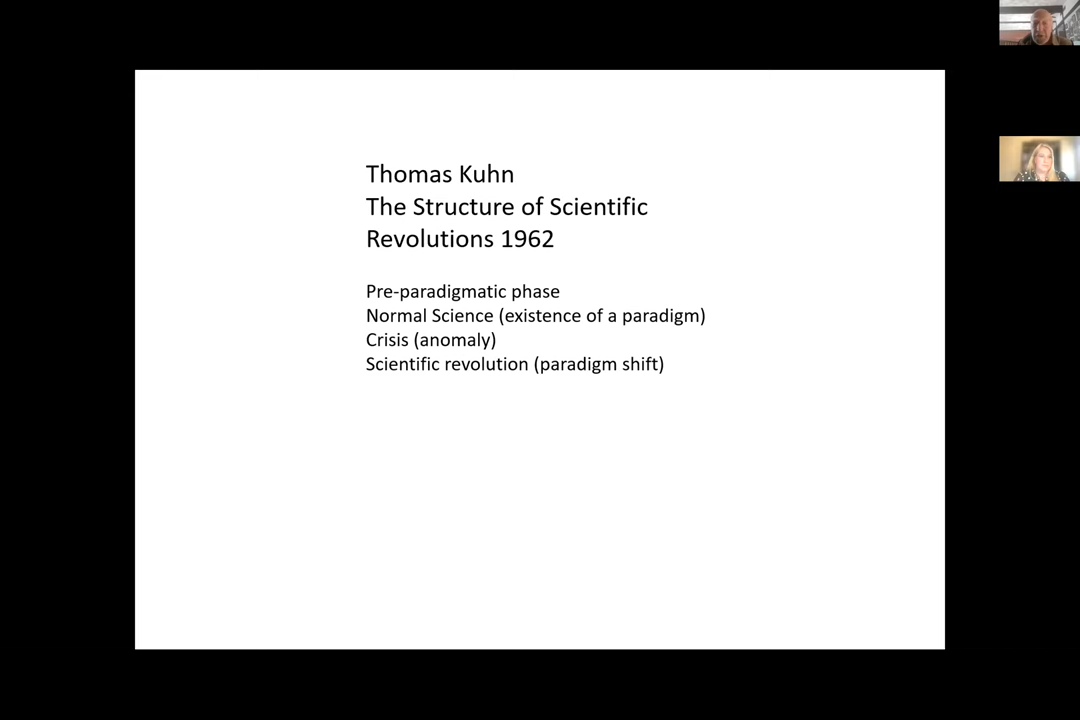 Thomas Kuhn
The Structure of Scientific
Revolutions 1962
Pre-paradigmatic phase
Normal Science (existence of a paradigm)
Crisis (anomaly)
Scientific revolution (paradigm shift)